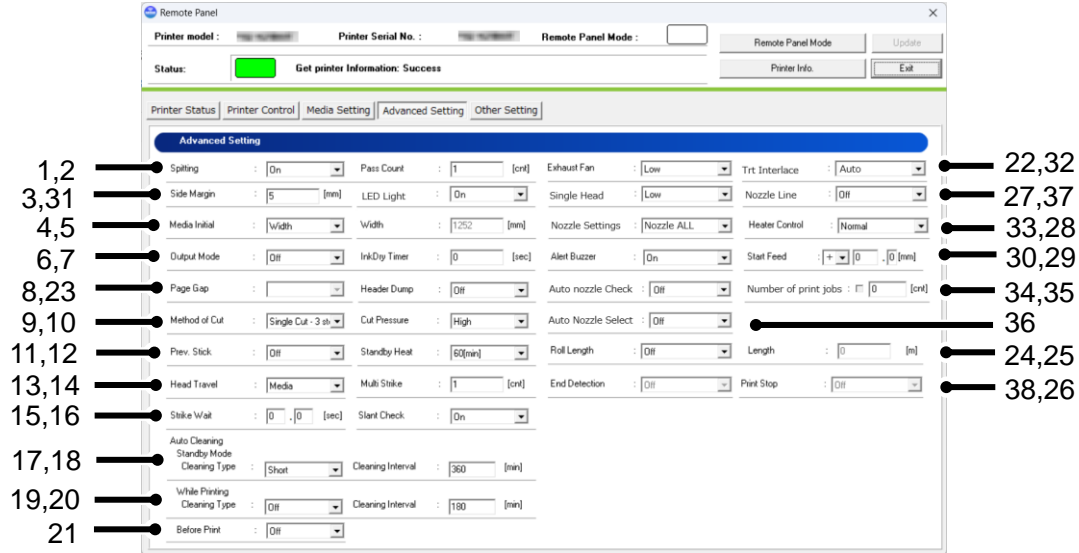 Remote Panel
Printer model : Printer Serial No. : Remote Panel Mode : Remote Panel Mode Update
Status: Get printer Information: Success Printer Info. Exit
Printer Status Printer Control Media Setting Advanced Setting Other Setting
Advanced Setting
1,2 Spitting : On Pass Count : 1 [cnt] Exhaust Fan : Low Trt Interlace : Auto 22,32
3,31 Side Margin : 5 [mm] LED Light : On Single Head : Low Nozzle Line : Off 27,37
4,5 Media Initial : Width Width : 1252 [mm] Nozzle Settings : Nozzle ALL Heater Control : Normal 33,28
6,7 Output Mode : Off InkDry Timer : 0 [sec] Alert Buzzer : On Start Feed : + 0 . 0 [mm] 30,29
8,23 Page Gap : Header Dump : Off Auto nozzle Check : Off Number of print jobs : 0 [cnt] 34,35
9,10 Method of Cut : Single Cut - 3 st Cut Pressure : High Auto Nozzle Select : Off 36
11,12 Prev. Stick : Off Standby Heat : 60[min] Roll Length : Off Length : 0 [m] 24,25
13,14 Head Travel : Media Multi Strike : 1 [cnt] End Detection : Off Print Stop : Off 38,26
15,16 Strike Wait : 0 . 0 [sec] Slant Check : On
Auto Cleaning
Standby Mode
17,18 Cleaning Type : Short Cleaning Interval : 360 [min]
While Printing
19,20 Cleaning Type : Off Cleaning Interval : 180 [min]
21 Before Print : Off